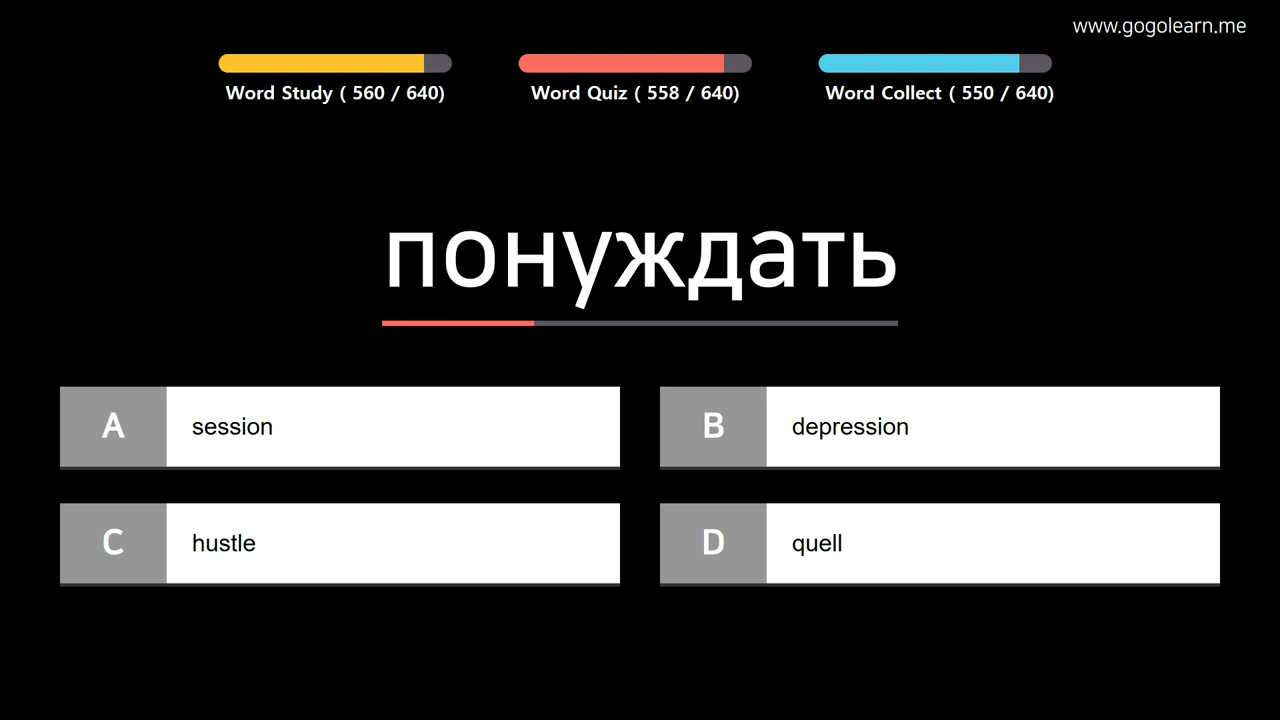 www.gogolearn.me
Word Study ( 560 / 640)
Word Quiz ( 558 / 640)
Word Collect ( 550 / 640)
понуждать
A session
B depression
C hustle
D quell